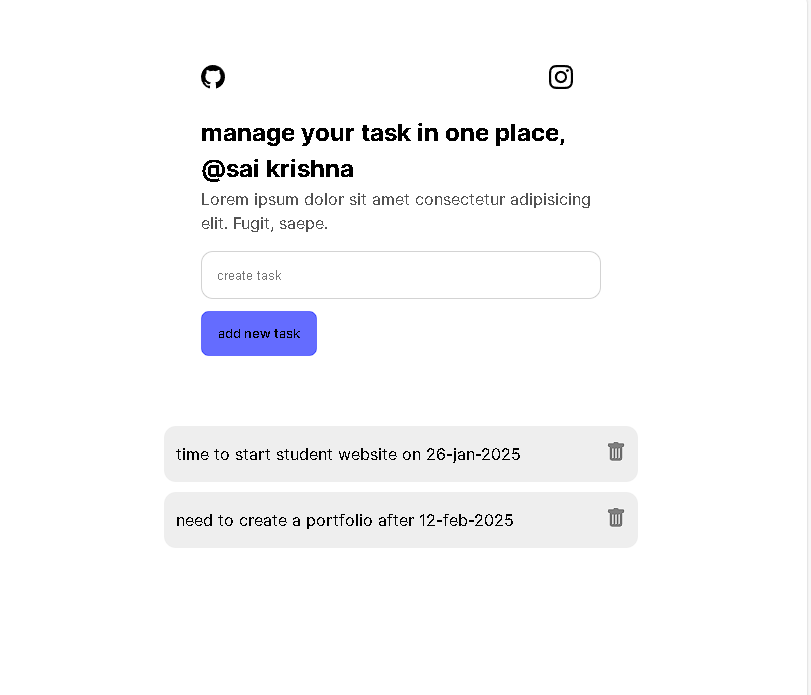 manage your task in one place,
@sai krishna
Lorem ipsum dolor sit amet consectetur adipisicing
elit. Fugit, saepe.
create task
add new task
time to start student website on 26-jan-2025
need to create a portfolio after 12-feb-2025